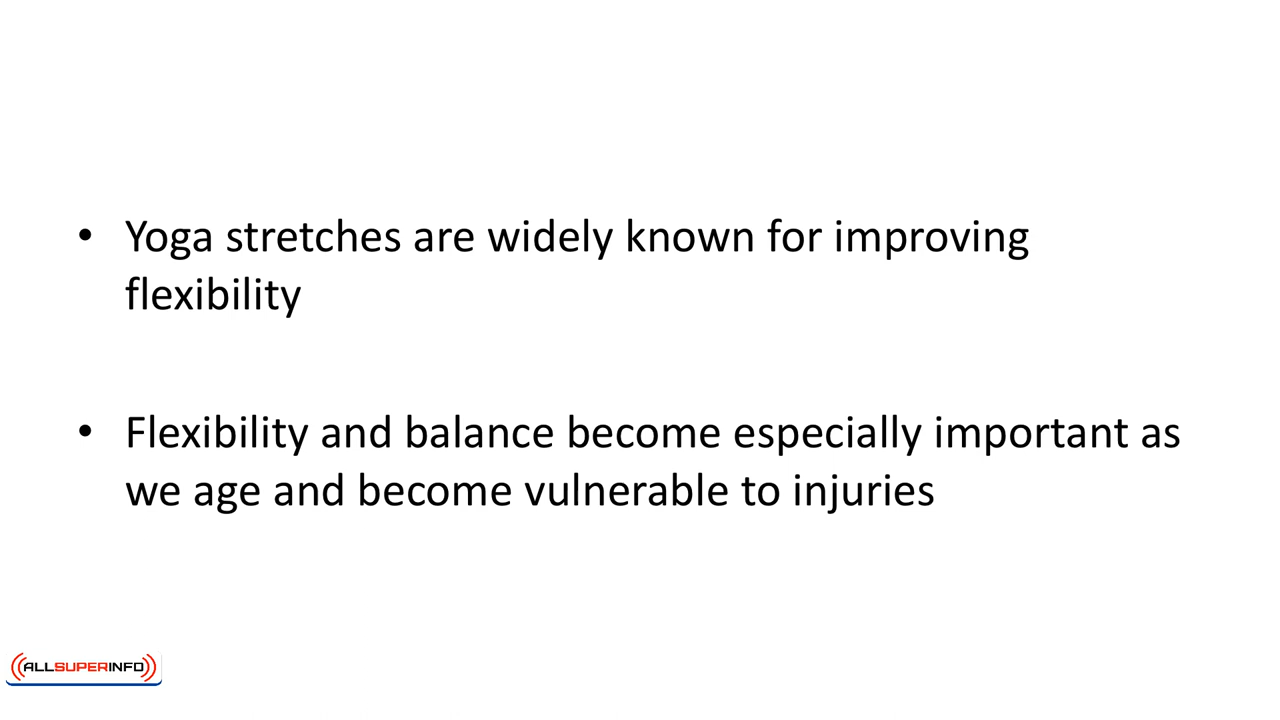 • Yoga stretches are widely known for improving
flexibility
• Flexibility and balance become especially important as
we age and become vulnerable to injuries
ALLSUPERINFO